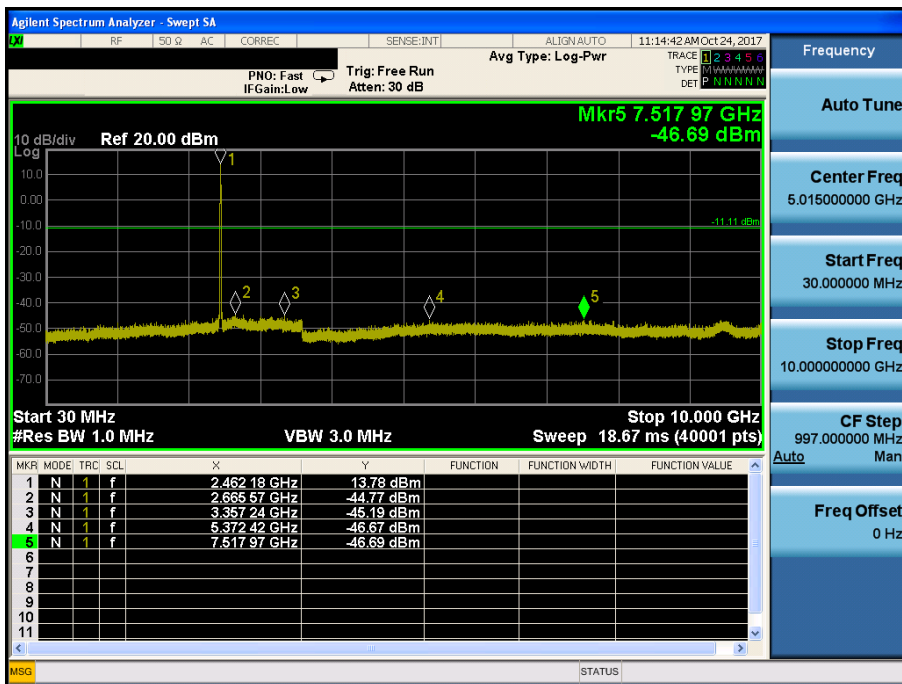 Agilent Spectrum Analyzer - Swept SA
LXI RF 50 Ω AC CORREC SENSE:INT ALIGNAUTO 11:14:42 AM Oct 24, 2017
Frequency
PNO: Fast Trig: Free Run Avg Type: Log-Pwr TRACE 1 2 3 4 5 6
IFGain:Low Atten: 30 dB TYPE M
DET P N N N N N
Auto Tune
Mkr5 7.517 97 GHz
-46.69 dBm
10 dB/div Ref 20.00 dBm
Log
10.0
0.00
-10.0
-20.0
-30.0
-40.0
-50.0
-60.0
-70.0
1
2
3
4
5
-11.11 dBm
Center Freq
5.015000000 GHz
Start Freq
30.000000 MHz
Stop Freq
10.000000000 GHz
Start 30 MHz Stop 10.000 GHz
#Res BW 1.0 MHz VBW 3.0 MHz Sweep 18.67 ms (40001 pts)
CF Step
997.000000 MHz
Auto Man
MKR MODE TRC SCL X Y FUNCTION FUNCTION WIDTH FUNCTION VALUE
1 N 1 f 2.462 18 GHz 13.78 dBm
2 N 1 f 2.665 57 GHz -44.77 dBm
3 N 1 f 3.357 24 GHz -45.19 dBm
4 N 1 f 5.372 42 GHz -46.67 dBm
5 N 1 f 7.517 97 GHz -46.69 dBm
6
7
8
9
10
11
Freq Offset
0 Hz
MSG STATUS